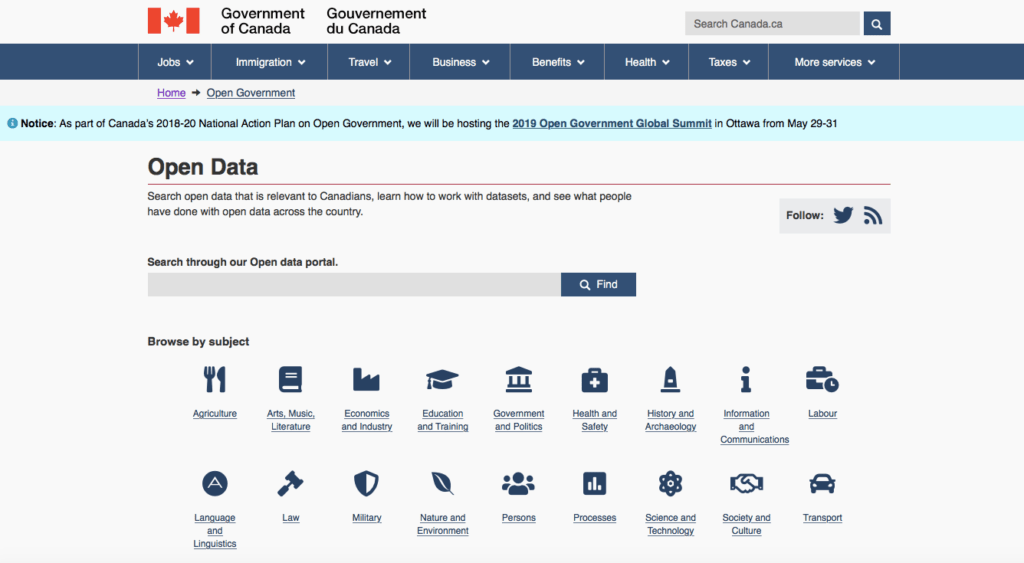 Government of Canada
Gouvernement du Canada
Search Canada.ca
Jobs Immigration Travel Business Benefits Health Taxes More services
Home Open Government
Notice: As part of Canada's 2018-20 National Action Plan on Open Government, we will be hosting the 2019 Open Government Global Summit in Ottawa from May 29-31
Open Data
Search open data that is relevant to Canadians, learn how to work with datasets, and see what people
have done with open data across the country.
Follow:
Search through our Open data portal.
Find
Browse by subject
Agriculture
Arts, Music,
Literature
Economics
and Industry
Education
and Training
Government
and Politics
Health and
Safety
History and
Archaeology
Information
and
Communications
Labour
Language
and
Linguistics
Law
Military
Nature and
Environment
Persons
Processes
Science and
Technology
Society and
Culture
Transport